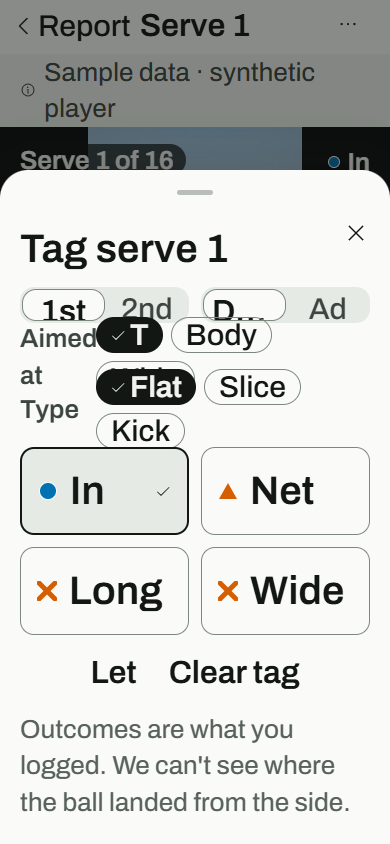 Report Serve 1 ...
Sample data · synthetic
player
Serve 1 of 16 In
Tag serve 1
1st 2nd D... Ad
Aimed T Body
at
Flat Slice
Type
Kick
In Net
Long Wide
Let Clear tag
Outcomes are what you
logged. We can't see where
the ball landed from the side.